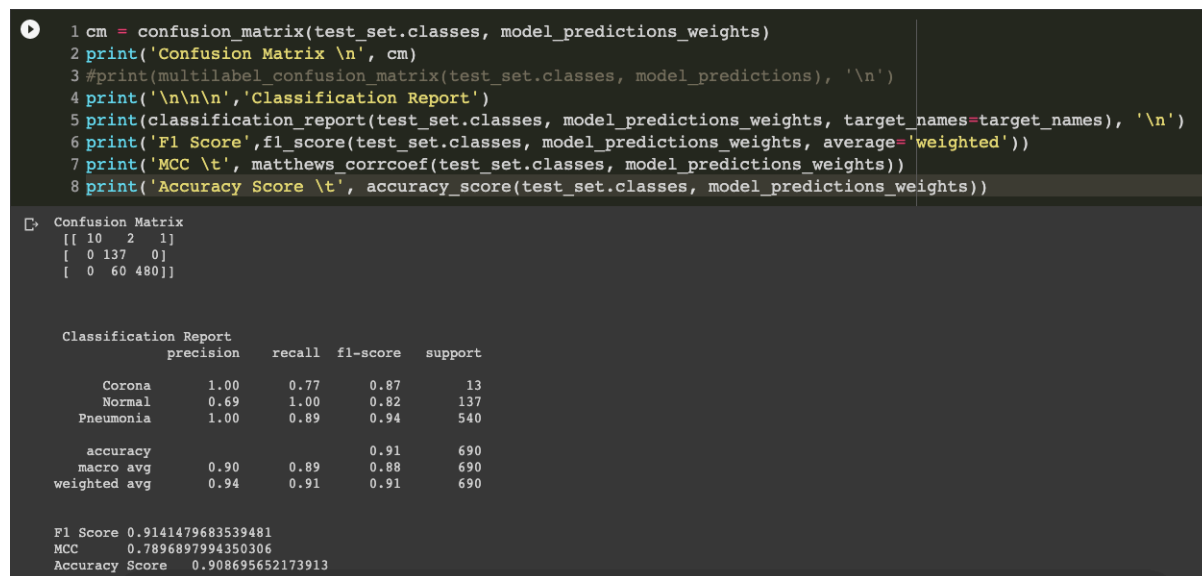 1 cm = confusion_matrix(test_set.classes, model_predictions_weights)
2 print('Confusion Matrix \n', cm)
3 #print(multilabel_confusion_matrix(test_set.classes, model_predictions), '\n')
4 print('\n\n\n','Classification Report')
5 print(classification_report(test_set.classes, model_predictions_weights, target_names=target_names), '\n')
6 print('F1 Score',f1_score(test_set.classes, model_predictions_weights, average='weighted'))
7 print('MCC \t', matthews_corrcoef(test_set.classes, model_predictions_weights))
8 print('Accuracy Score \t', accuracy_score(test_set.classes, model_predictions_weights))
Confusion Matrix
[[ 10 2 1]
[ 0 137 0]
[ 0 60 480]]
Classification Report
precision recall f1-score support
Corona 1.00 0.77 0.87 13
Normal 0.69 1.00 0.82 137
Pneumonia 1.00 0.89 0.94 540
accuracy 0.91 690
macro avg 0.90 0.89 0.88 690
weighted avg 0.94 0.91 0.91 690
F1 Score 0.9141479683539481
MCC 0.7896897994350306
Accuracy Score 0.908695652173913